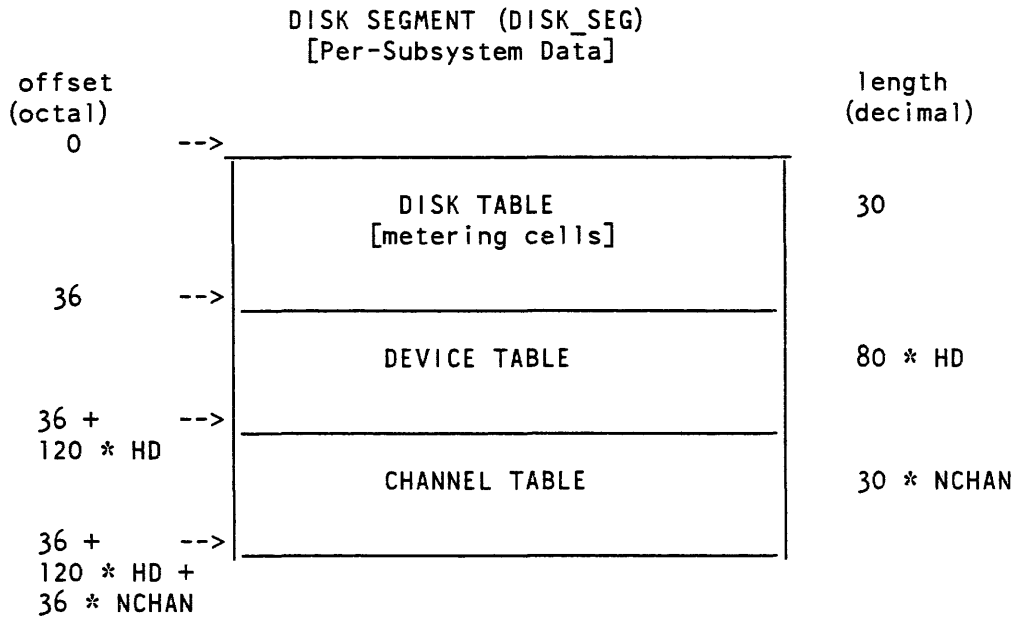 DISK SEGMENT (DISK_SEG)
[Per-Subsystem Data]
offset length
(octal) (decimal)
0 -->
DISK TABLE 30
[metering cells]
36 -->
DEVICE TABLE 80 * HD
36 + -->
120 * HD
CHANNEL TABLE 30 * NCHAN
36 + -->
120 * HD +
36 * NCHAN